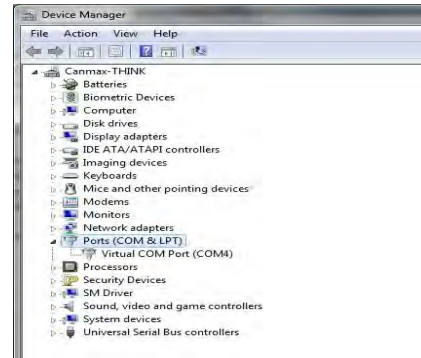 Device Manager
File Action View Help
Canmax-THINK
Batteries
Biometric Devices
Computer
Disk drives
Display adapters
IDE ATA/ATAPI controllers
Imaging devices
Keyboards
Mice and other pointing devices
Modems
Monitors
Network adapters
Ports (COM & LPT)
Virtual COM Port (COM4)
Processors
Security Devices
SM Driver
Sound, video and game controllers
System devices
Universal Serial Bus controllers